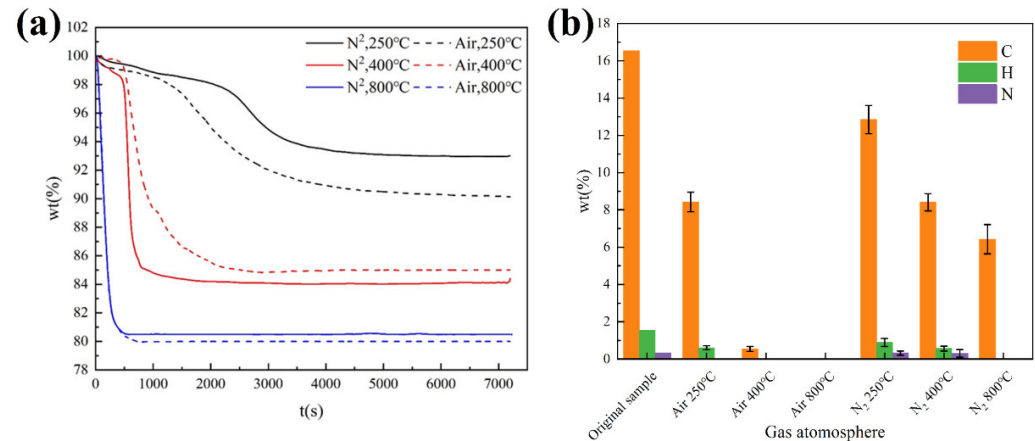 (a)
N²,250℃
Air,250℃
N²,400℃
Air,400℃
N²,800℃
Air,800℃
wt(%)
100
98
96
94
92
90
88
86
84
82
80
78
0 1000 2000 3000 4000 5000 6000 7000
t(s)
(b)
C
H
N
wt(%)
18
16
14
12
10
8
6
4
2
0
Original sample
Air 250℃
Air 400℃
Air 800℃
N₂ 250℃
N₂ 400℃
N₂ 800℃
Gas atomosphere